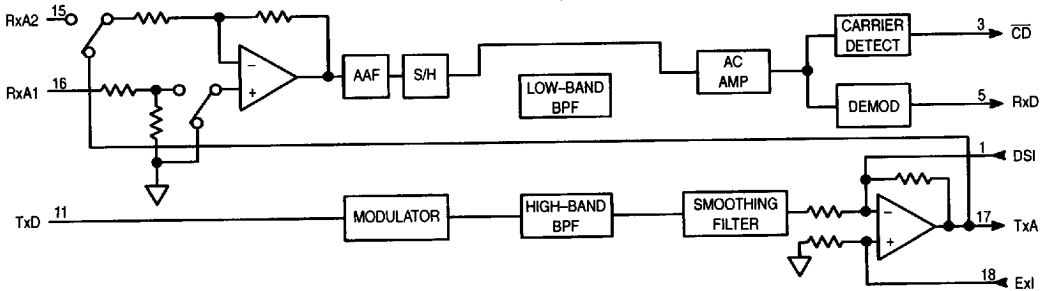 RxA2 15
RxA1 16
−
+
AAF
S/H
LOW–BAND
BPF
AC
AMP
CARRIER
DETECT
3 CD
DEMOD
5 RxD
1 DSI
TxD 11
MODULATOR
HIGH–BAND
BPF
SMOOTHING
FILTER
−
+
17 TxA
18 ExI